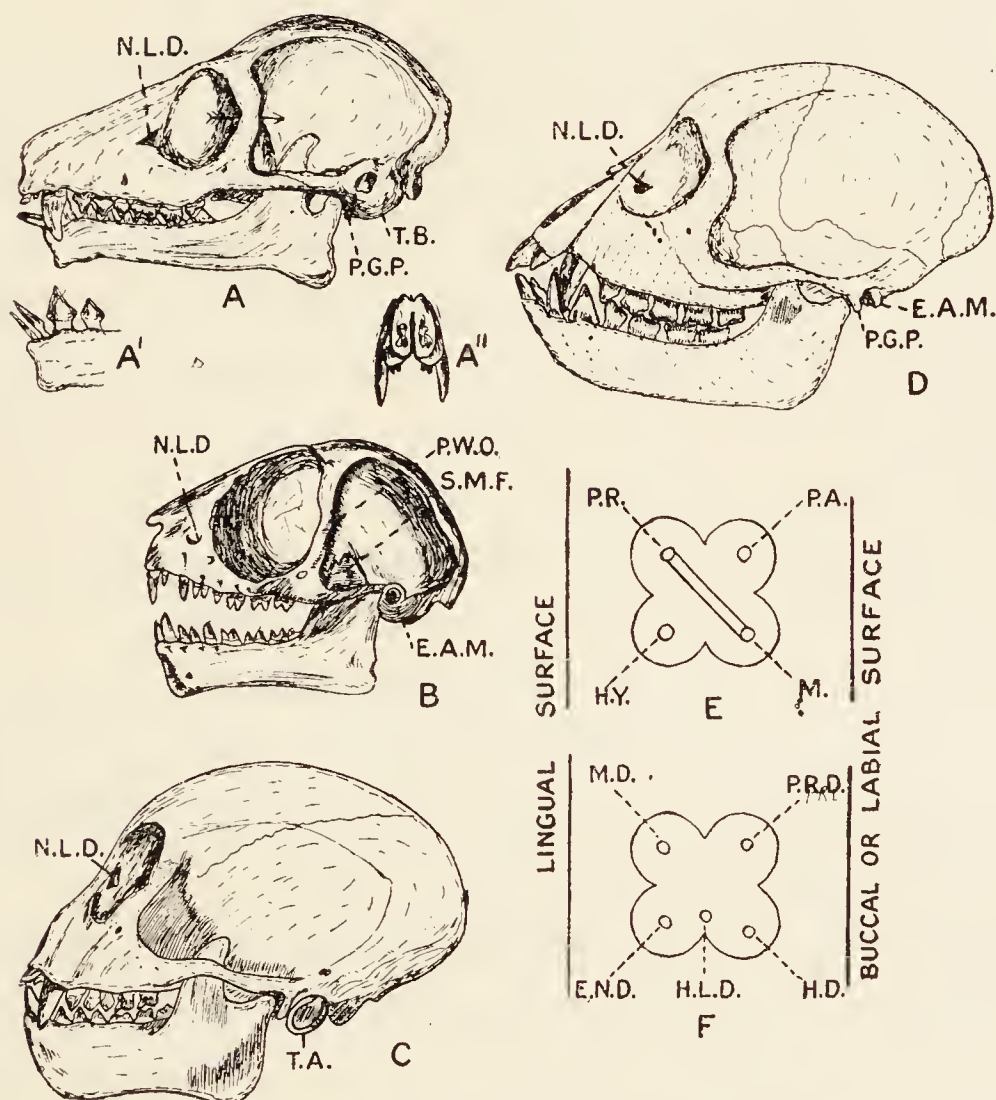 N.L.D.
T.B.
P.G.P.
A
A'
A"
N.L.D.
E.A.M.
P.G.P.
D
N.L.D
P.W.O.
S.M.F.
E.A.M.
B
P.R.
P.A.
H.Y.
M.
E
LINGUAL SURFACE
BUCCAL OR LABIAL SURFACE
M.D.
P.R.D.
E.N.D.
H.L.D.
H.D.
F
N.L.D.
T.A.
C